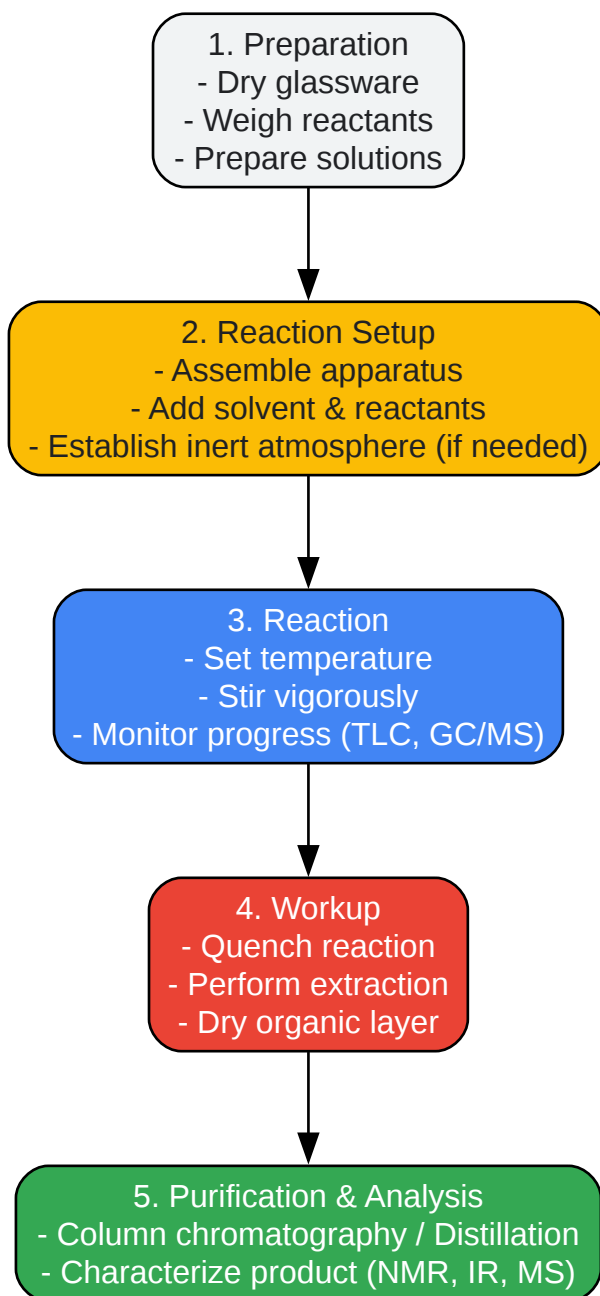 1. Preparation
- Dry glassware
- Weigh reactants
- Prepare solutions
2. Reaction Setup
- Assemble apparatus
- Add solvent & reactants
- Establish inert atmosphere (if needed)
3. Reaction
- Set temperature
- Stir vigorously
- Monitor progress (TLC, GC/MS)
4. Workup
- Quench reaction
- Perform extraction
- Dry organic layer
5. Purification & Analysis
- Column chromatography / Distillation
- Characterize product (NMR, IR, MS)